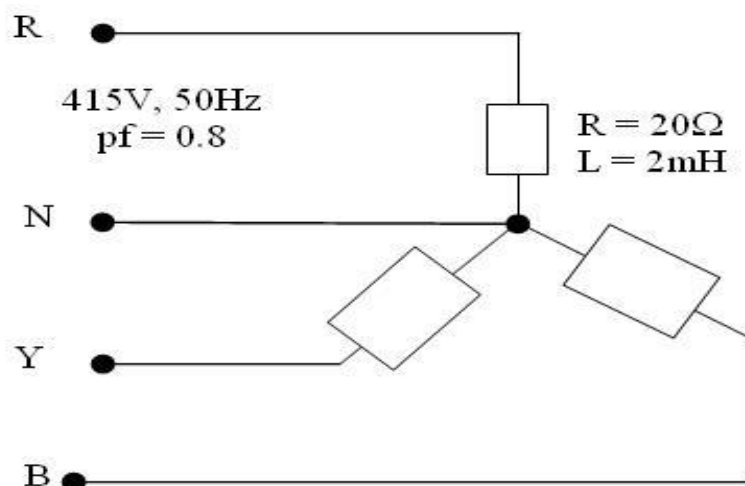 R
415V, 50Hz
pf = 0.8
R = 20Ω
L = 2mH
N
Y
B